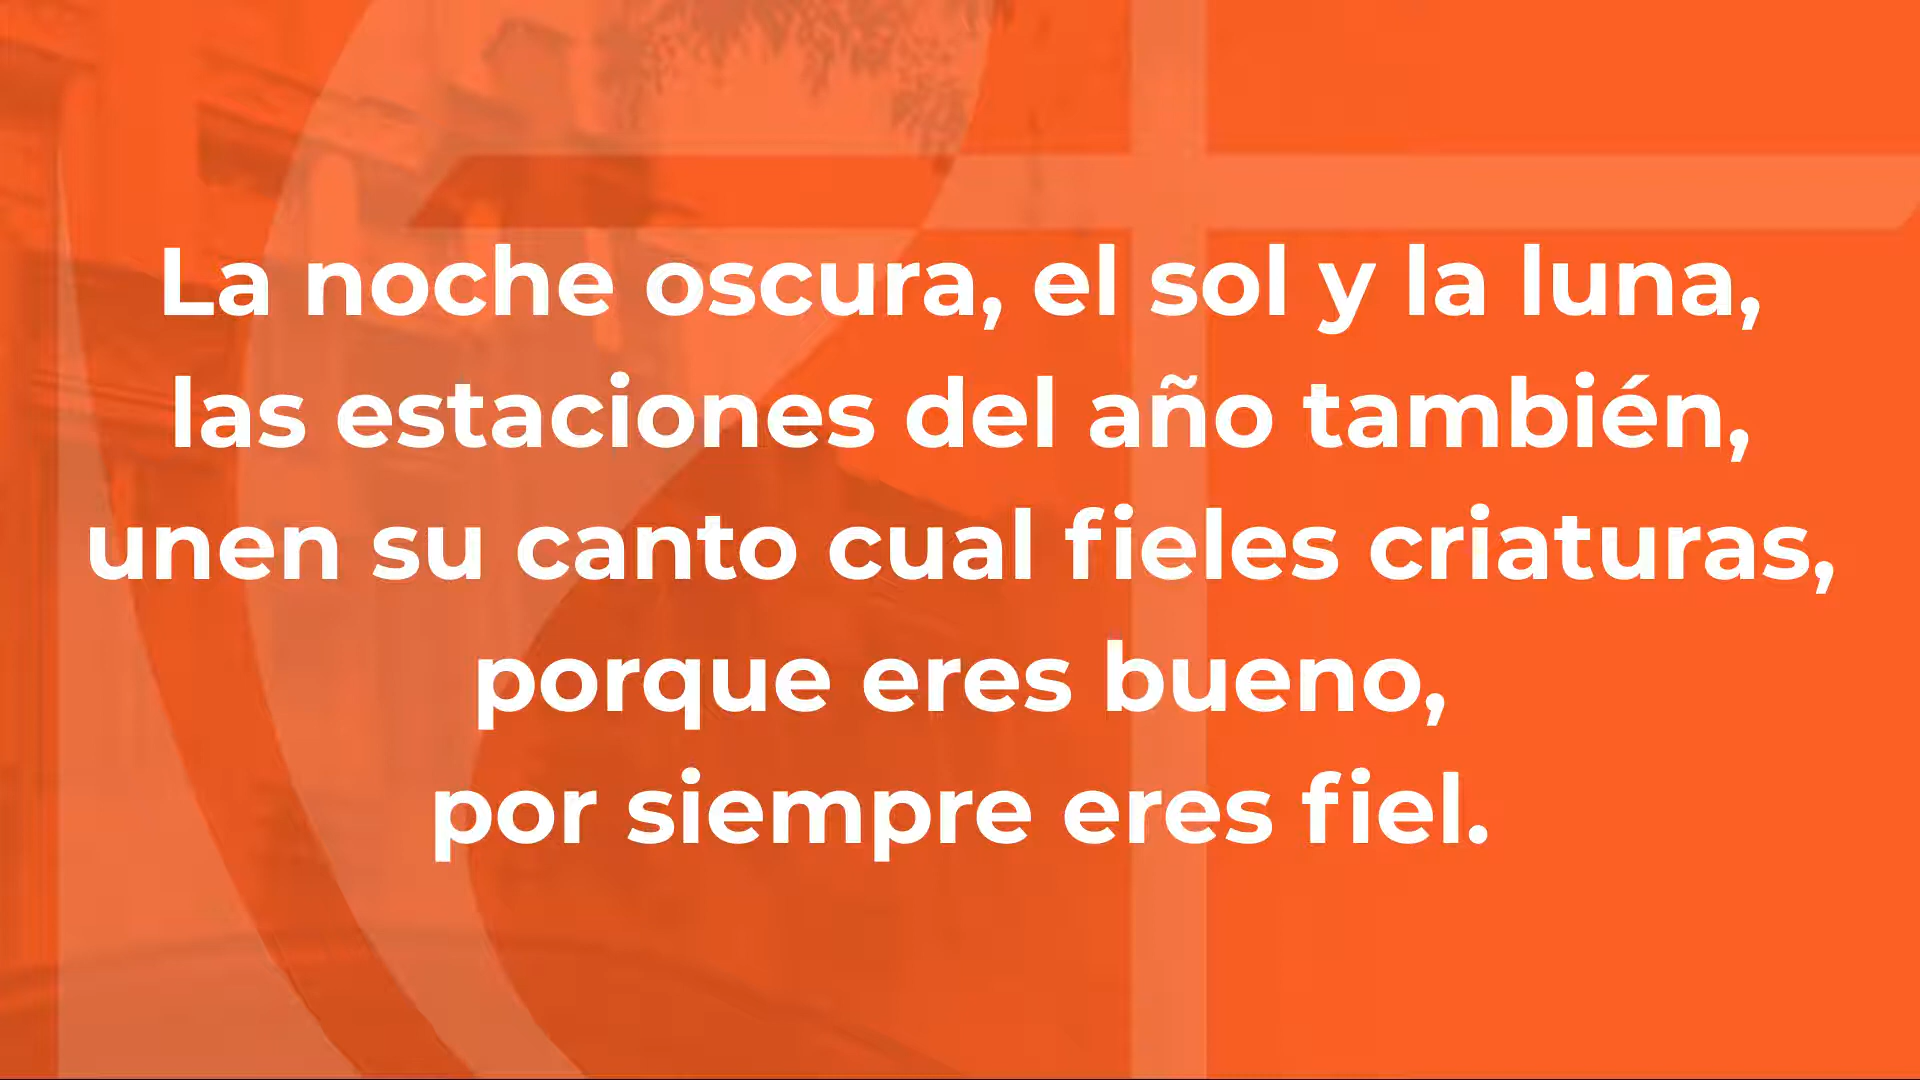 La noche oscura, el sol y la luna,
las estaciones del año también,
unen su canto cual fieles criaturas,
porque eres bueno,
por siempre eres fiel.